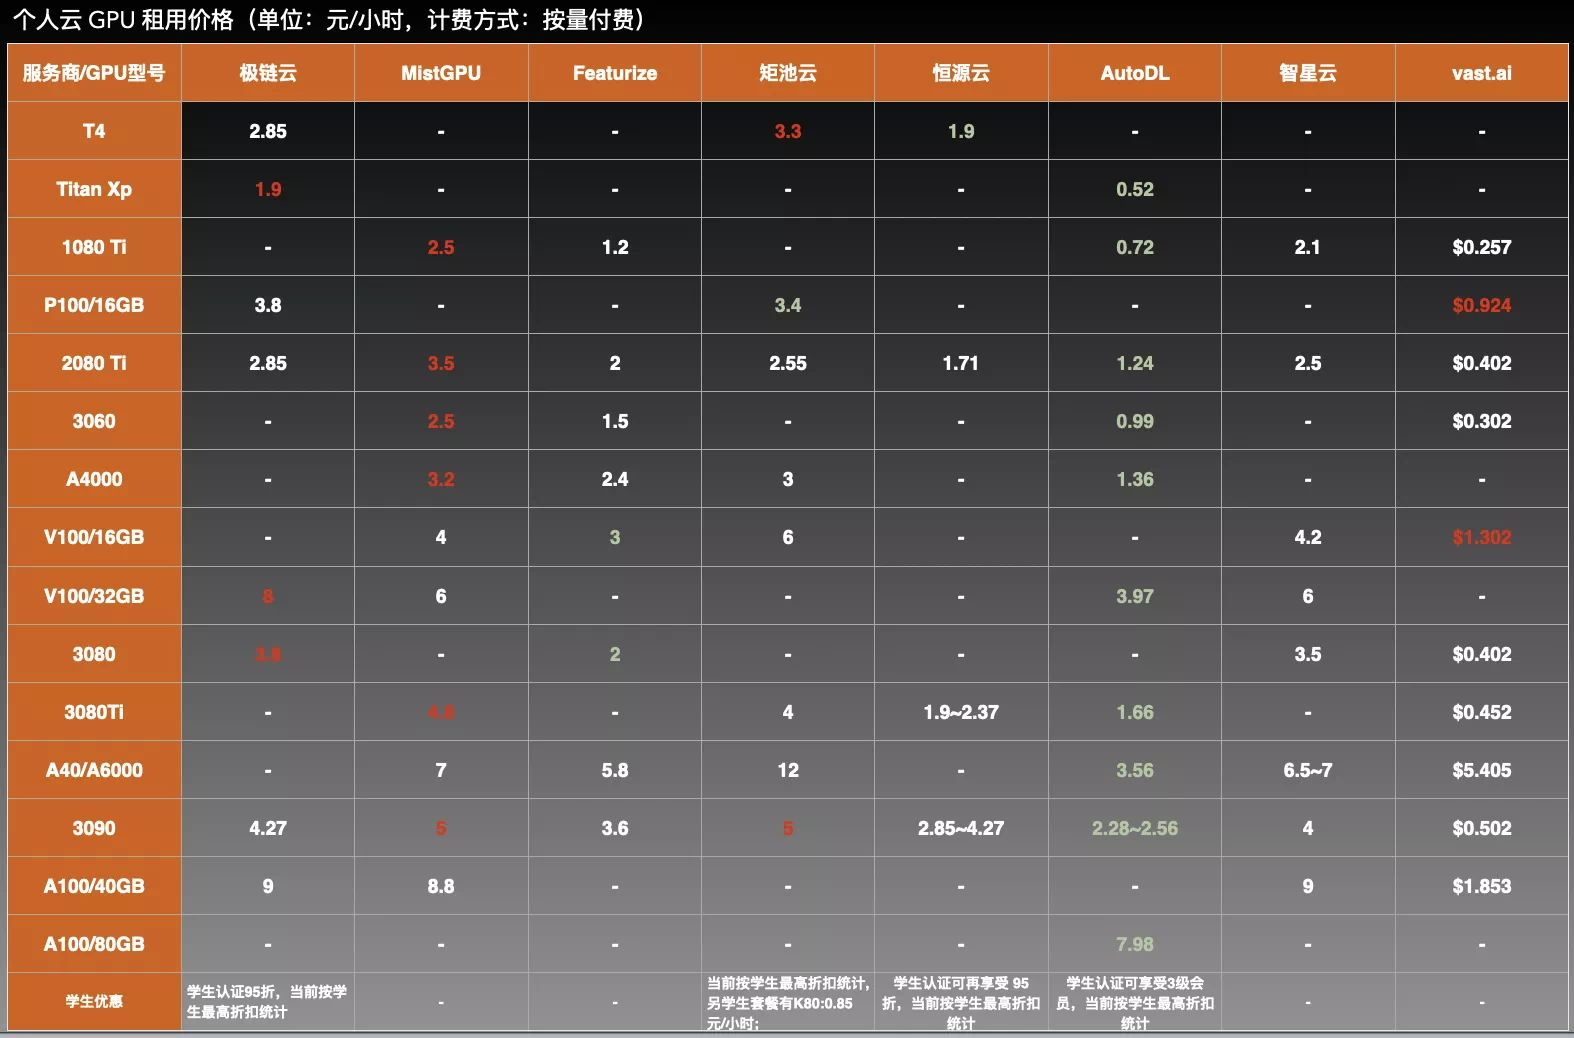 个人云 GPU 租用价格（单位：元/小时，计费方式：按量付费）
服务商/GPU型号 极链云 MistGPU Featurize 矩池云 恒源云 AutoDL 智星云 vast.ai
T4 2.85 - - 3.3 1.9 - - -
Titan Xp 1.9 - - - - 0.52 - -
1080 Ti - 2.5 1.2 - - 0.72 2.1 $0.257
P100/16GB 3.8 - - 3.4 - - - $0.924
2080 Ti 2.85 3.5 2 2.55 1.71 1.24 2.5 $0.402
3060 - 2.5 1.5 - - 0.99 - $0.302
A4000 - 3.2 2.4 3 - 1.36 - -
V100/16GB - 4 3 6 - - 4.2 $1.302
V100/32GB 8 6 - - - 3.97 6 -
3080 - 2 - - - 3.5 $0.402
3080Ti - - 4 1.9~2.37 1.66 - $0.452
A40/A6000 - 7 5.8 12 - 3.56 6.5~7 $5.405
3090 4.27 5 3.6 5 2.85~4.27 2.28~2.56 4 $0.502
A100/40GB 9 8.8 - - - - 9 $1.853
A100/80GB - - - - - 7.98 - -
学生优惠
学生认证95折，当前按学
生最高折扣统计
-
-
当前按学生最高折扣统计，
另学生套餐有K80:0.85
元/小时；
学生认证可再享受 95
折，当前按学生最高折扣
统计
学生认证可享受3级会
员，当前按学生最高折扣
统计
-
-